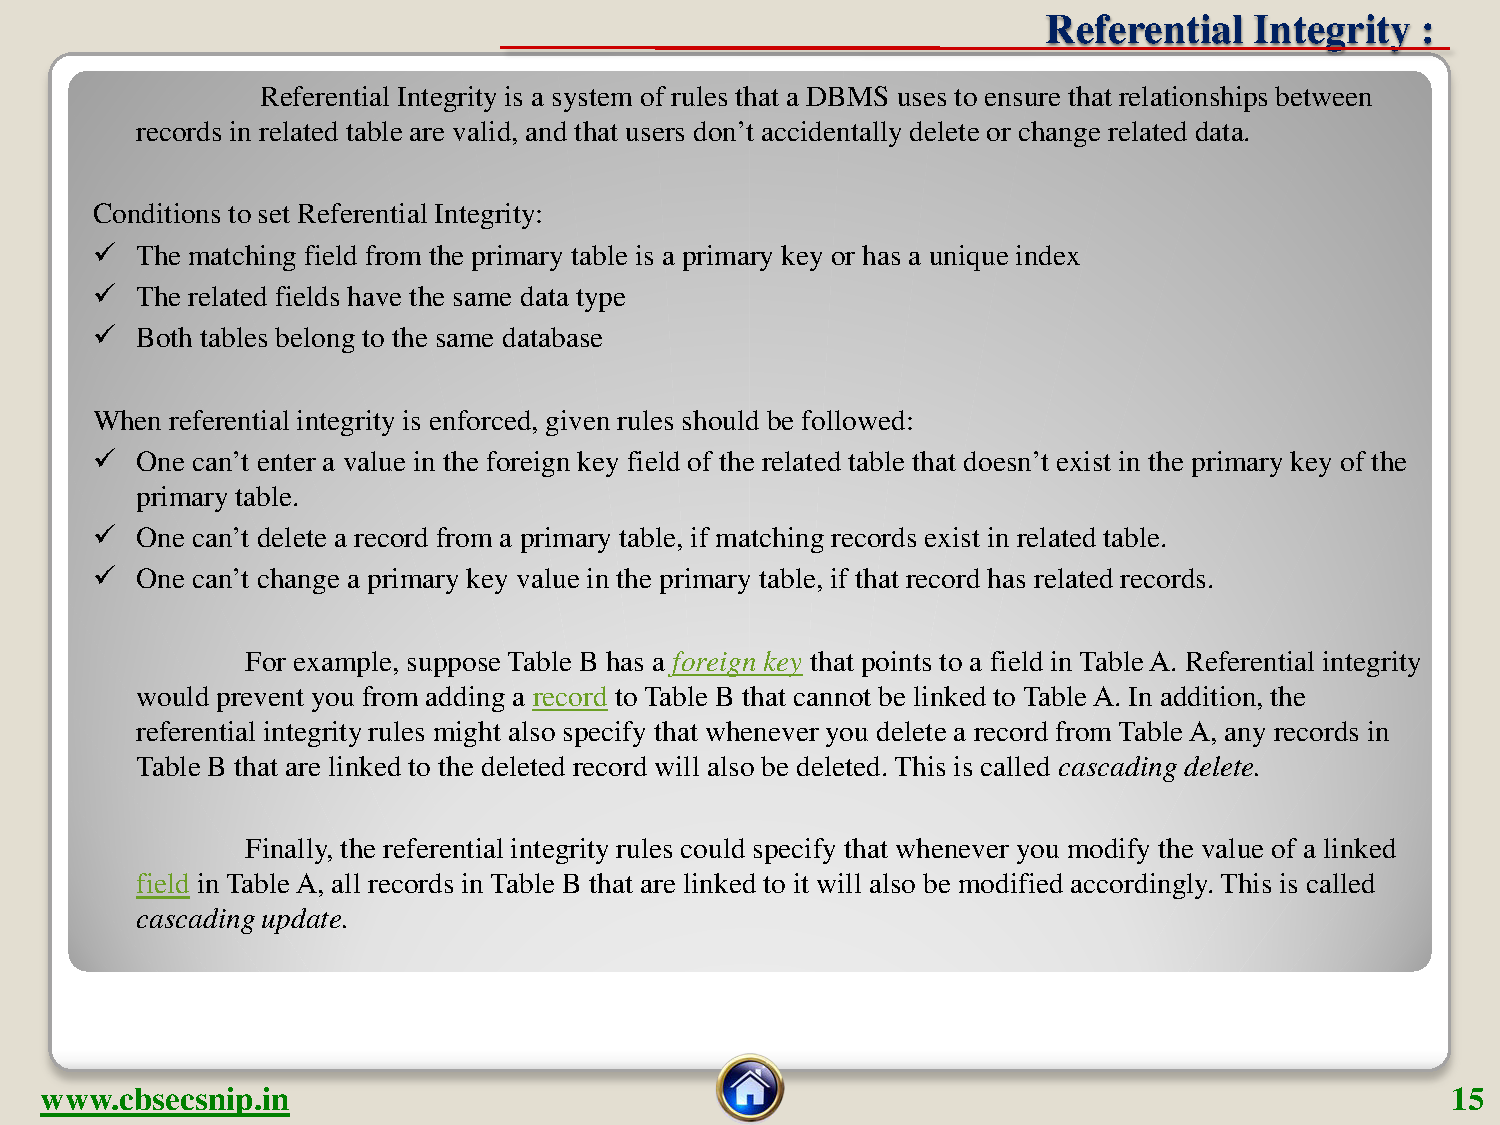 Referential Integrity :
Referential Integrity is a system of rules that a DBMS uses to ensure that relationships between
records in related table are valid, and that users don’t accidentally delete or change related data.
Conditions to set Referential Integrity:
✓ The matching field from the primary table is a primary key or has a unique index
✓ The related fields have the same data type
✓ Both tables belong to the same database
When referential integrity is enforced, given rules should be followed:
✓ One can’t enter a value in the foreign key field of the related table that doesn’t exist in the primary key of the
primary table.
✓ One can’t delete a record from a primary table, if matching records exist in related table.
✓ One can’t change a primary key value in the primary table, if that record has related records.
For example, suppose Table B has a foreign key that points to a field in Table A. Referential integrity
would prevent you from adding a record to Table B that cannot be linked to Table A. In addition, the
referential integrity rules might also specify that whenever you delete a record from Table A, any records in
Table B that are linked to the deleted record will also be deleted. This is called cascading delete.
Finally, the referential integrity rules could specify that whenever you modify the value of a linked
field in Table A, all records in Table B that are linked to it will also be modified accordingly. This is called
cascading update.
www.cbsecsnip.in
15